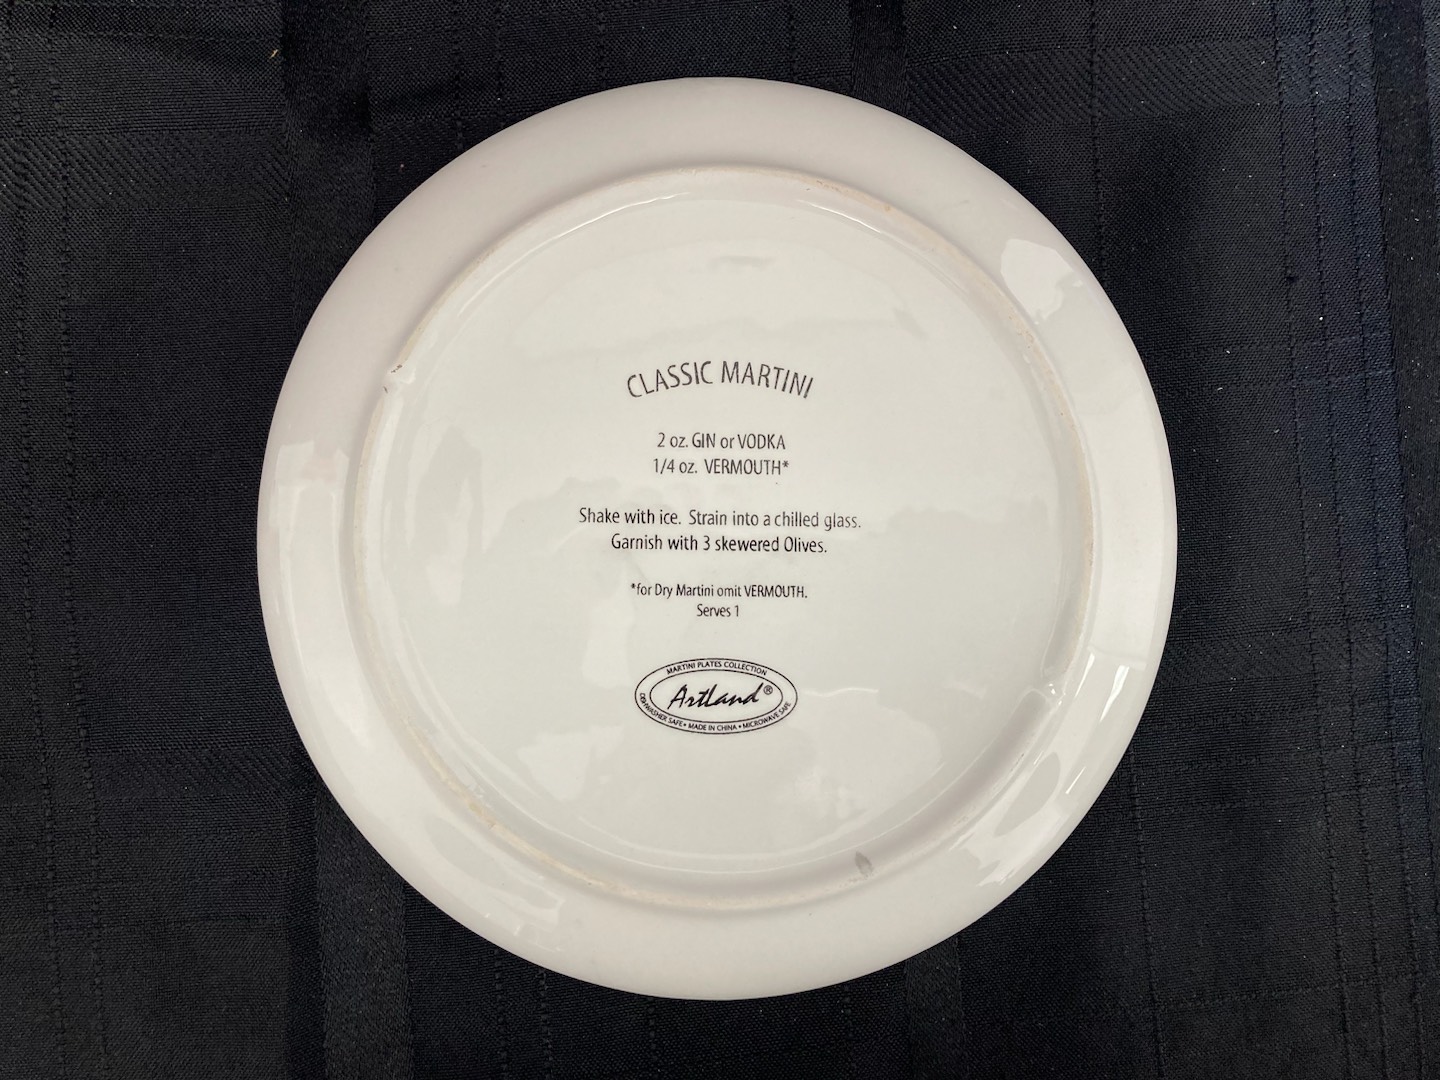 CLASSIC MARTINI
2 oz. GIN or VODKA
1/4 oz. VERMOUTH*
Shake with ice. Strain into a chilled glass.
Garnish with 3 skewered Olives.
*for Dry Martini omit VERMOUTH.
Serves 1
MARTINI PLATES COLLECTION
Artland®
DISHWASHER SAFE • MADE IN CHINA • MICROWAVE SAFE